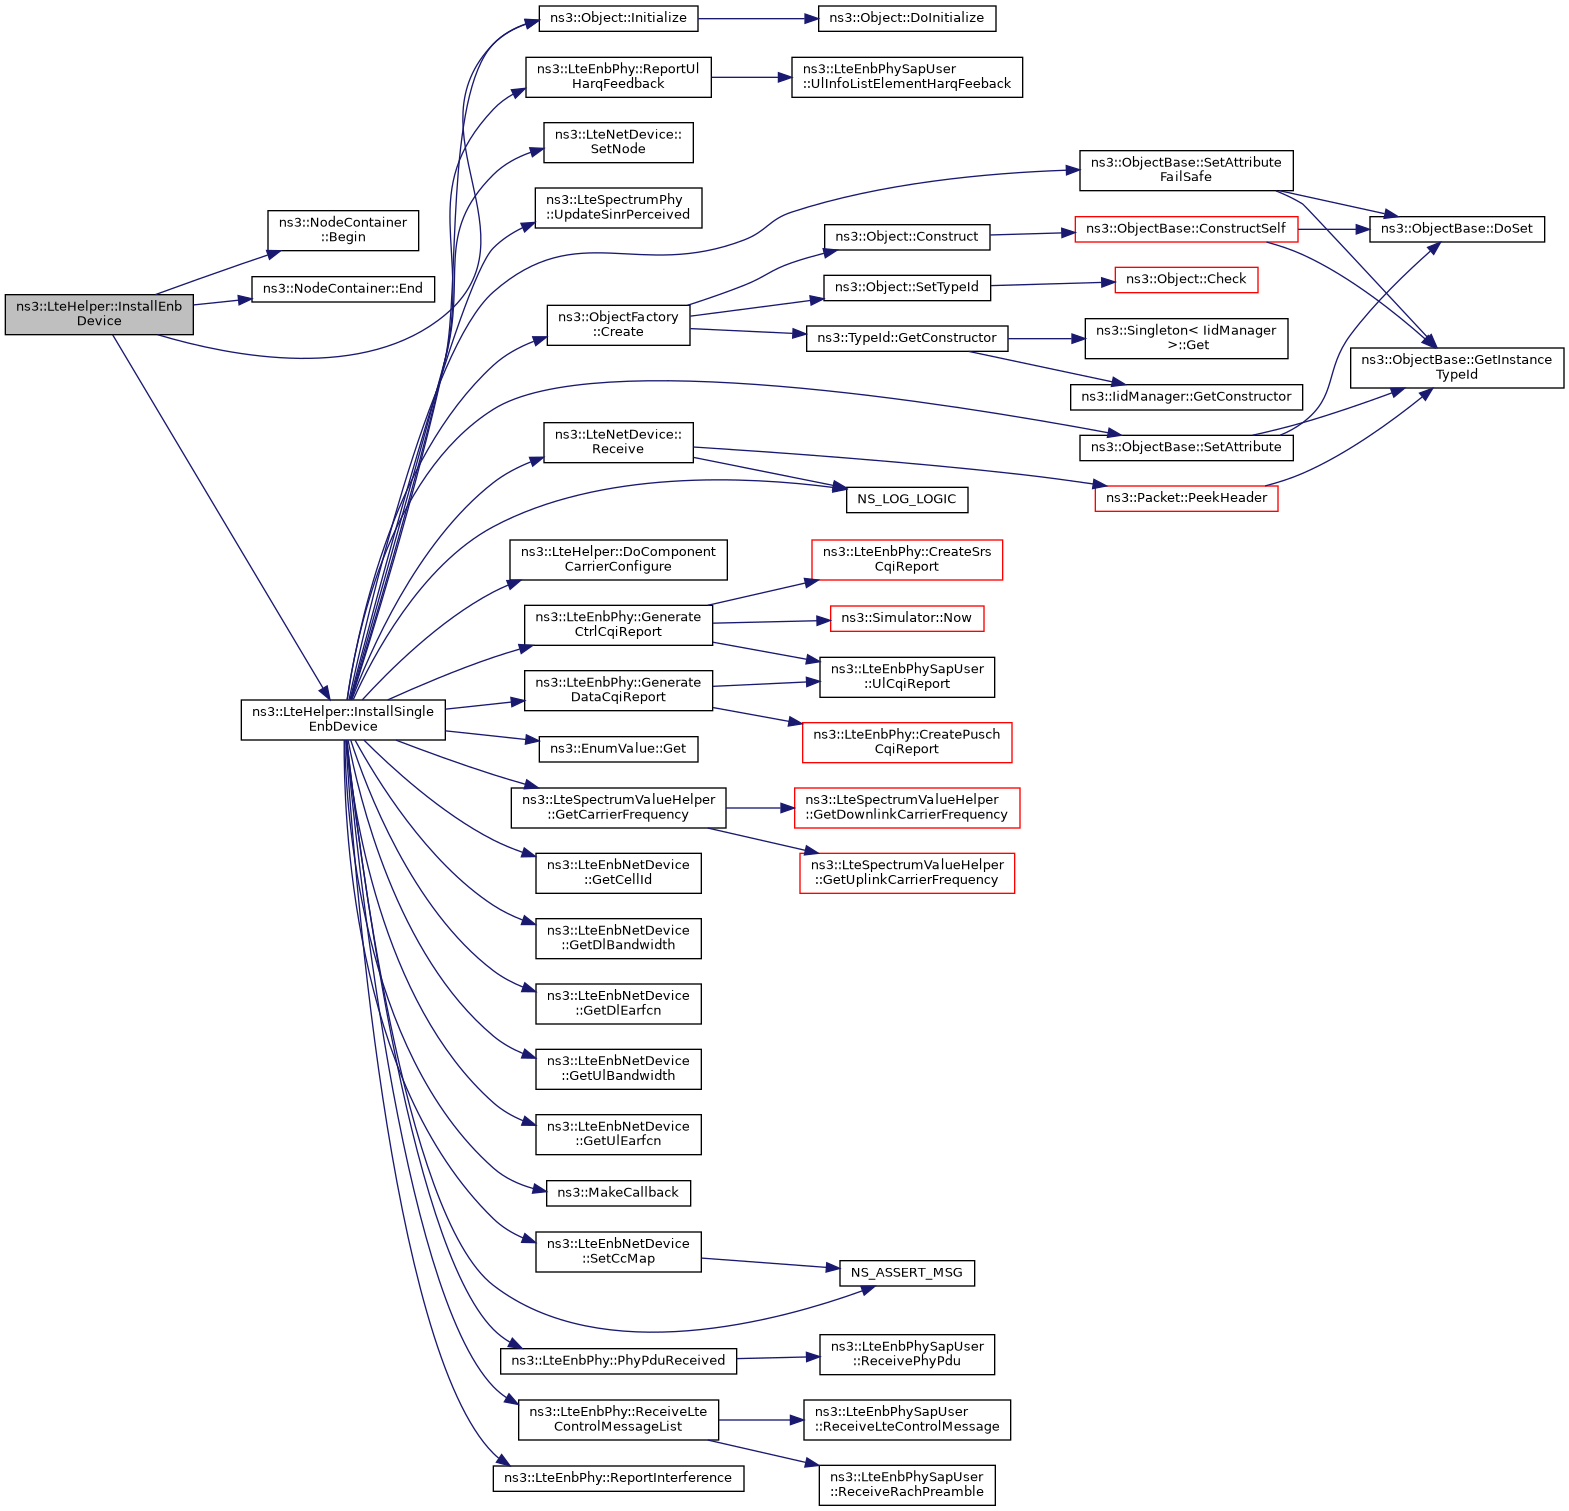 ns3::LteHelper::InstallEnb
Device
ns3::NodeContainer
::Begin
ns3::NodeContainer::End
ns3::LteHelper::InstallSingle
EnbDevice
ns3::Object::Initialize
ns3::Object::DoInitialize
ns3::LteEnbPhy::ReportUl
HarqFeedback
ns3::LteEnbPhySapUser
::UlInfoListElementHarqFeeback
ns3::LteNetDevice::
SetNode
ns3::LteSpectrumPhy
::UpdateSinrPerceived
ns3::ObjectBase::SetAttribute
FailSafe
ns3::ObjectBase::DoSet
ns3::ObjectBase::GetInstance
TypeId
ns3::ObjectFactory
::Create
ns3::Object::Construct
ns3::ObjectBase::ConstructSelf
ns3::Object::SetTypeId
ns3::Object::Check
ns3::TypeId::GetConstructor
ns3::Singleton< IidManager
>::Get
ns3::IidManager::GetConstructor
ns3::ObjectBase::SetAttribute
ns3::LteNetDevice::
Receive
ns3::Packet::PeekHeader
NS_LOG_LOGIC
ns3::LteHelper::DoComponent
CarrierConfigure
ns3::LteEnbPhy::Generate
CtrlCqiReport
ns3::LteEnbPhy::CreateSrs
CqiReport
ns3::Simulator::Now
ns3::LteEnbPhySapUser
::UlCqiReport
ns3::LteEnbPhy::Generate
DataCqiReport
ns3::LteEnbPhy::CreatePusch
CqiReport
ns3::EnumValue::Get
ns3::LteSpectrumValueHelper
::GetCarrierFrequency
ns3::LteSpectrumValueHelper
::GetDownlinkCarrierFrequency
ns3::LteSpectrumValueHelper
::GetUplinkCarrierFrequency
ns3::LteEnbNetDevice
::GetCellId
ns3::LteEnbNetDevice
::GetDlBandwidth
ns3::LteEnbNetDevice
::GetDlEarfcn
ns3::LteEnbNetDevice
::GetUlBandwidth
ns3::LteEnbNetDevice
::GetUlEarfcn
ns3::MakeCallback
ns3::LteEnbNetDevice
::SetCcMap
NS_ASSERT_MSG
ns3::LteEnbPhy::PhyPduReceived
ns3::LteEnbPhySapUser
::ReceivePhyPdu
ns3::LteEnbPhy::ReceiveLte
ControlMessageList
ns3::LteEnbPhySapUser
::ReceiveLteControlMessage
ns3::LteEnbPhySapUser
::ReceiveRachPreamble
ns3::LteEnbPhy::ReportInterference